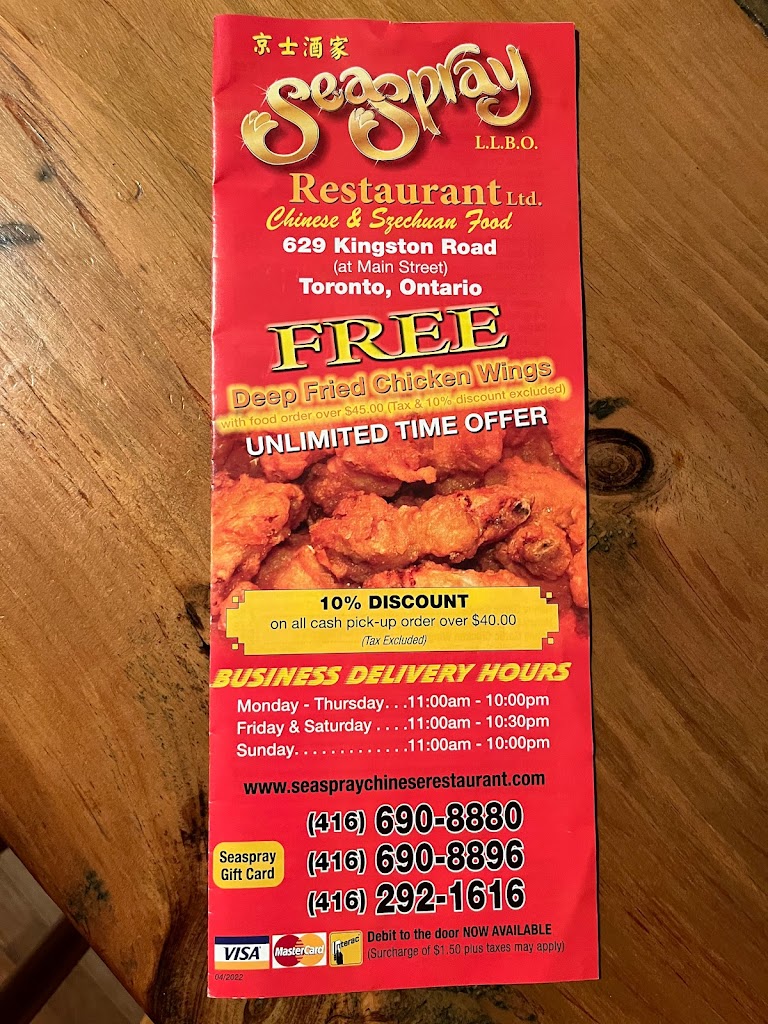 京士酒家
SeaSpray
L.L.B.O.
Restaurant Ltd.
Chinese & Szechuan Food
629 Kingston Road
(at Main Street)
Toronto, Ontario
FREE
Deep Fried Chicken Wings
with food order over $45.00 (Tax & 10% discount excluded)
UNLIMITED TIME OFFER
10% DISCOUNT
on all cash pick-up order over $40.00
(Tax Excluded)
BUSINESS DELIVERY HOURS
Monday - Thursday. . .11:00am - 10:00pm
Friday & Saturday . . . .11:00am - 10:30pm
Sunday. . . . . . . . . . . . .11:00am - 10:00pm
www.seaspraychineserestaurant.com
(416) 690-8880
(416) 690-8896
(416) 292-1616
Seaspray
Gift Card
VISA MasterCard Interac
Debit to the door NOW AVAILABLE
(Surcharge of $1.50 plus taxes may apply)
04/2022